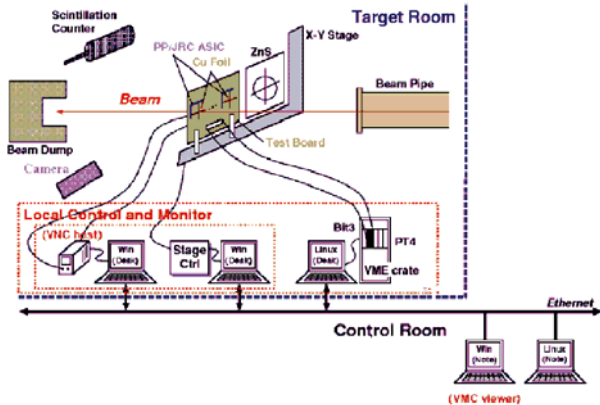 Scintillation
Counter
Target Room
PP/JRC ASIC
Cu Foil
ZnS
X-Y Stage
Beam
Beam Pipe
Beam Dump
Test Board
Camera
Local Control and Monitor
(VNC host)
Win
(Desk)
Stage
Ctrl
Win
(Desk)
Linux
(Desk)
Bit3
PT4
VME crate
Ethernet
Control Room
Win
(Note)
Linux
(Note)
(VMC viewer)